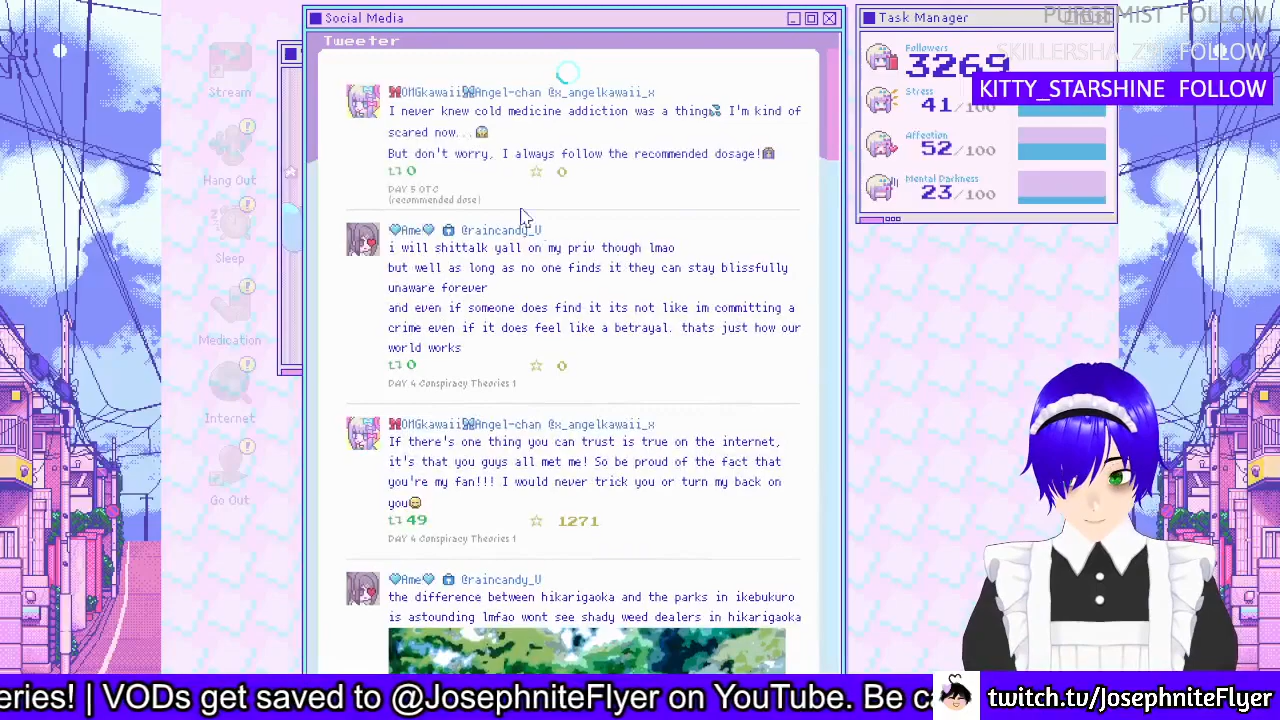 Social Media
Tweeter
OMGkawaii Angel-chan @x_angelkawaii_x
I never knew cold medicine addiction was a thing I'm kind of
scared now...
But don't worry, I always follow the recommended dosage!
0 0
DAY 5 OTC
(recommended dose)
Ame @raincandy_U
i will shittalk yall on my priv though lmao
but well as long as no one finds it they can stay blissfully
unaware forever
and even if someone does find it its not like im committing a
crime even if it does feel like a betrayal. thats just how our
world works
0 0
DAY 4 Conspiracy Theories 1
OMGkawaii Angel-chan @x_angelkawaii_x
If there's one thing you can trust is true on the internet,
it's that you guys all met me! So be proud of the fact that
you're my fan!!! I would never trick you or turn my back on
you
49 1271
DAY 4 Conspiracy Theories 1
Ame @raincandy_U
the difference between hikarigaoka and the parks in ikebukuro
is astounding lmfao wont see shady weed dealers in hikarigaoka
Stream
Hang Out
Sleep
Medication
Internet
Go Out
Task Manager
FOLLOW
FOLLOW
KITTY_STARSHINE FOLLOW
Followers
3269
Stress
41/100
Affection
52/100
Mental Darkness
23/100
eries! | VODs get saved to @JosephniteFlyer on YouTube. Be ca
twitch.tv/JosephniteFlyer